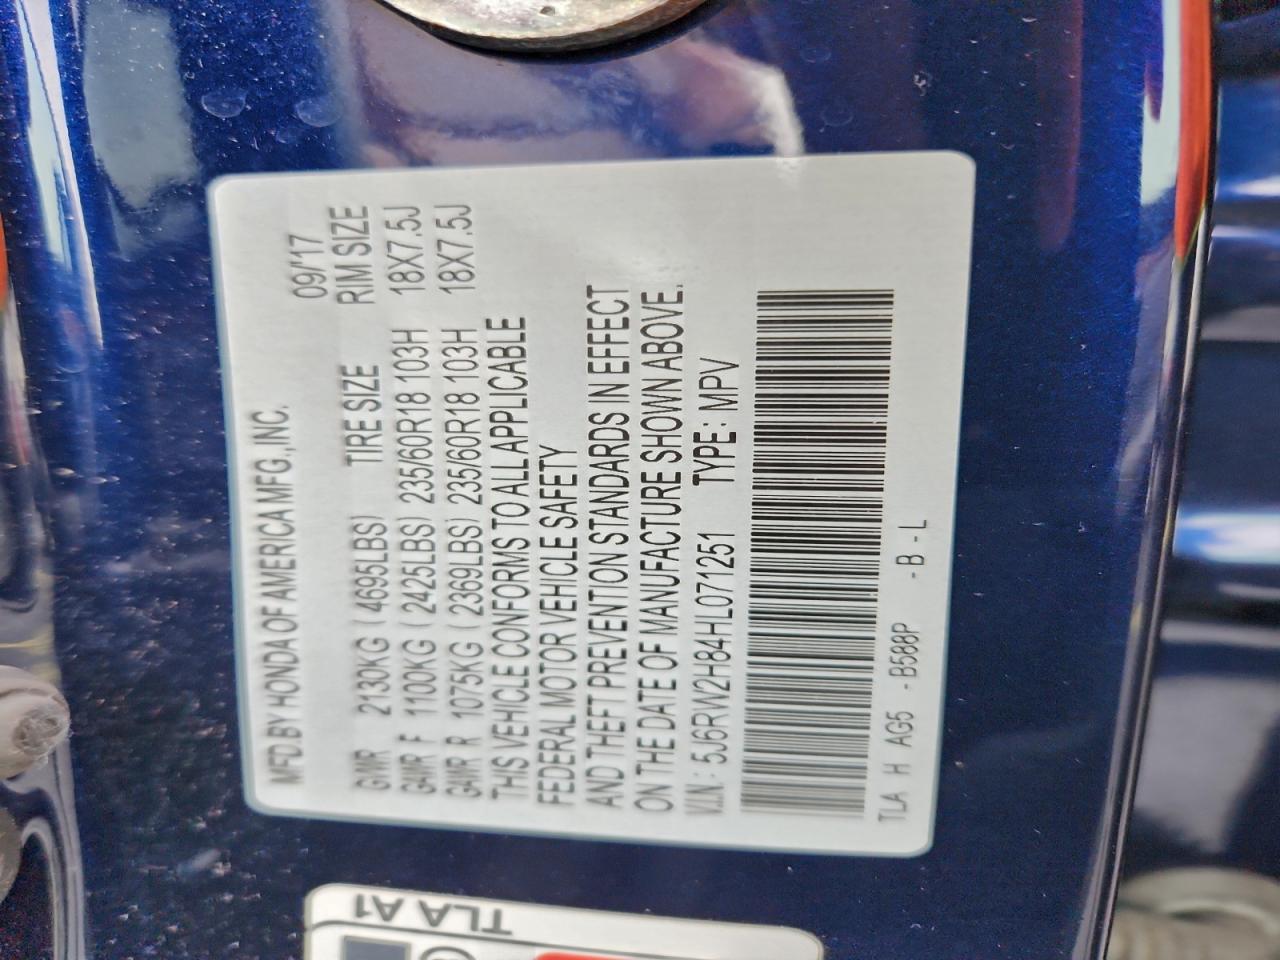 MFD.BY HONDA OF AMERICA MFG.,INC.
09/'17
TIRE SIZE RIM SIZE
GVWR 2130KG ( 4695LBS)
GAWR F 1100KG ( 2425LBS) 235/60R18 103H 18X7.5J
GAWR R 1075KG ( 2369LBS) 235/60R18 103H 18X7.5J
THIS VEHICLE CONFORMS TO ALL APPLICABLE
FEDERAL MOTOR VEHICLE SAFETY
AND THEFT PREVENTION STANDARDS IN EFFECT
ON THE DATE OF MANUFACTURE SHOWN ABOVE.
V.I.N : 5J6RW2H84HL071251 TYPE : MPV
TLA H AG5 - B588P - B - L
TLA A1